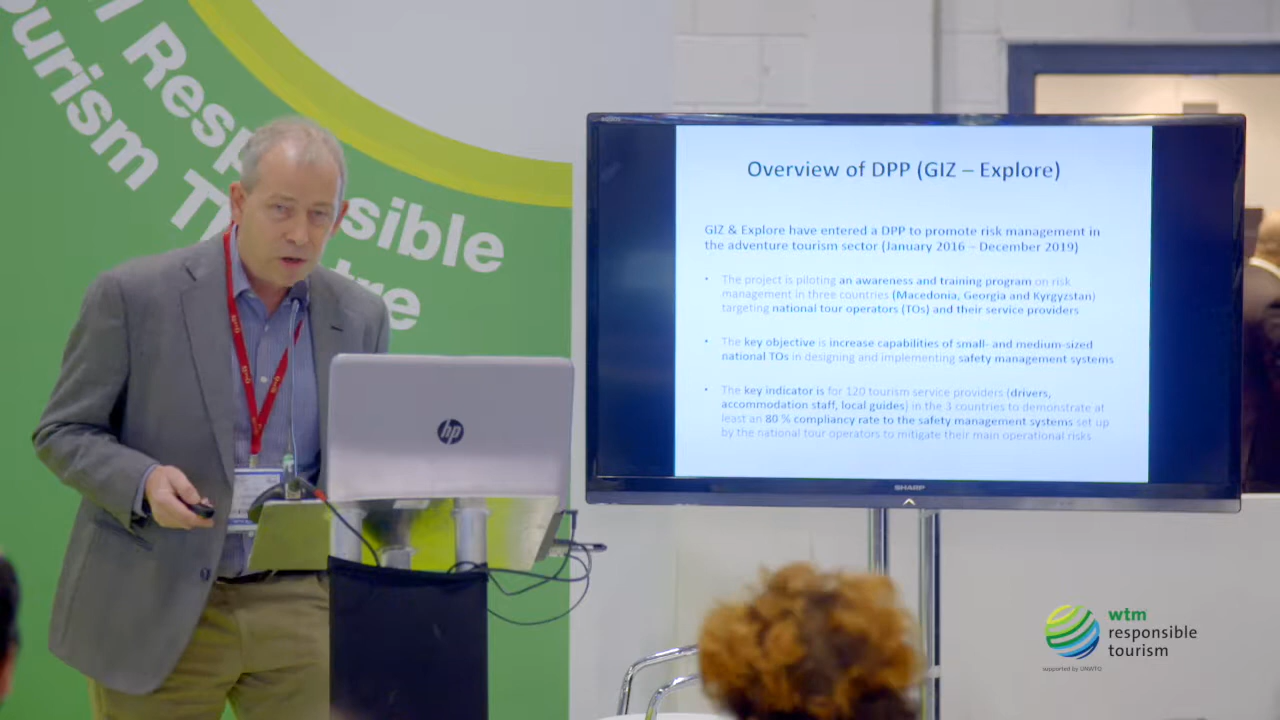 l Responsible
Tourism Theatre
Overview of DPP (GIZ – Explore)
GIZ & Explore have entered a DPP to promote risk management in
the adventure tourism sector (January 2016 – December 2019)
• The project is piloting an awareness and training program on risk
management in three countries (Macedonia, Georgia and Kyrgyzstan)
targeting national tour operators (TOs) and their service providers
• The key objective is increase capabilities of small- and medium-sized
national TOs in designing and implementing safety management systems
• The key indicator is for 120 tourism service providers (drivers,
accommodation staff, local guides) in the 3 countries to demonstrate at
least an 80 % compliancy rate to the safety management systems set up
by the national tour operators to mitigate their main operational risks
SHARP
hp
wtm
responsible
tourism
supported by UNWTO